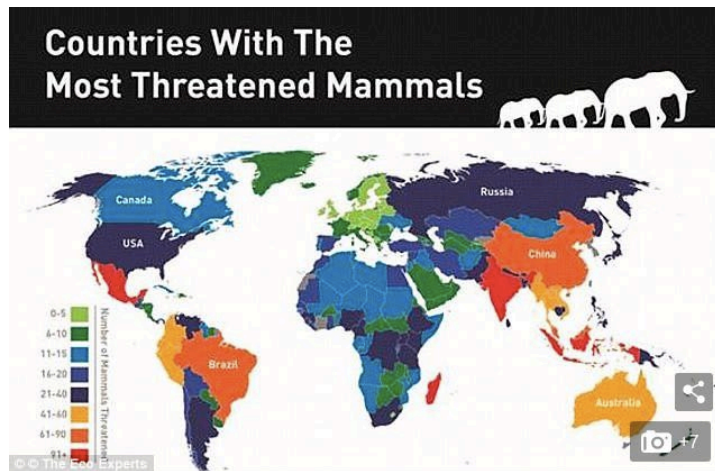 Countries With The
Most Threatened Mammals
Canada
USA
Russia
China
Brazil
Australia
Number of Mammals Threatened
0-5
6-10
11-15
16-20
21-40
41-60
61-90
91+
+7
© © The Eco Experts